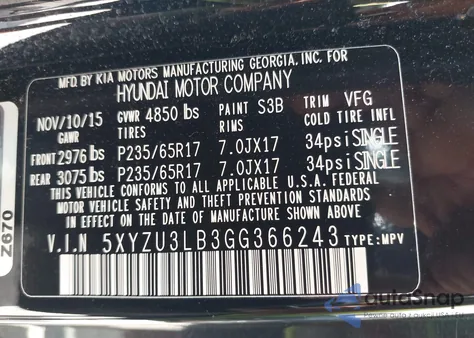 MFD. BY KIA MOTORS MANUFACTURING GEORGIA, INC. FOR
HYUNDAI MOTOR COMPANY
NOV/10/15 GVWR 4850 lbs PAINT S3B TRIM VFG
GAWR TIRES RIMS COLD TIRE INFL
FRONT 2976 lbs P235/65R17 7.0JX17 34psi SINGLE
REAR 3075 lbs P235/65R17 7.0JX17 34psi SINGLE
THIS VEHICLE CONFORMS TO ALL APPLICABLE U.S.A. FEDERAL
MOTOR VEHICLE SAFETY AND THEFT PREVENTION STANDARDS
IN EFFECT ON THE DATE OF MANUFACTURE SHOWN ABOVE.
V.I.N 5XYZU3LB3GG366243 TYPE:MPV
Z670
autoSnap